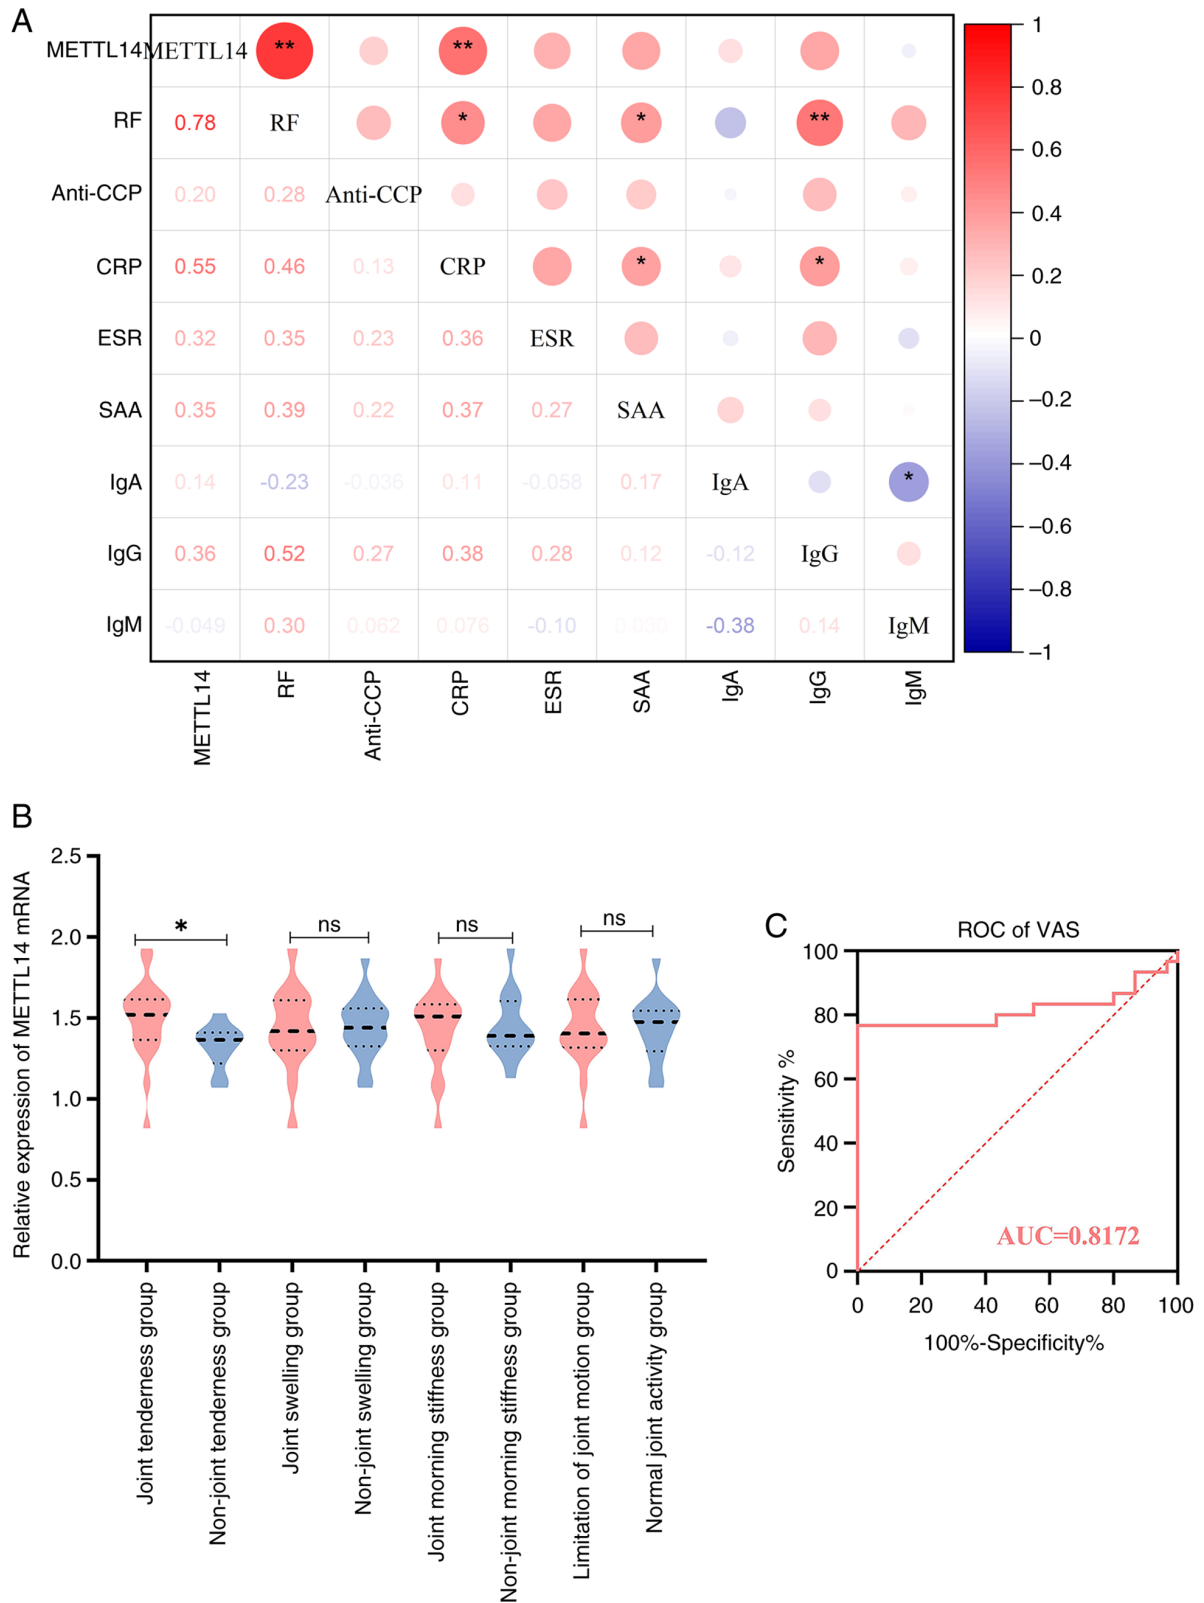 A
METTL14 METTL14 ** ** 1
0.8
RF 0.78 RF * * ** 0.6
Anti-CCP 0.20 0.28 Anti-CCP 0.4
CRP 0.55 0.46 0.13 CRP * * 0.2
ESR 0.32 0.35 0.23 0.36 ESR 0
SAA 0.35 0.39 0.22 0.37 0.27 SAA −0.2
IgA 0.14 -0.23 -0.036 0.11 -0.058 0.17 IgA * −0.4
IgG 0.36 0.52 0.27 0.38 0.28 0.12 -0.12 IgG −0.6
−0.8
IgM -0.049 0.30 0.062 0.076 -0.10 0.030 -0.38 0.14 IgM −1
METTL14 RF Anti-CCP CRP ESR SAA IgA IgG IgM
B
Relative expression of METTL14 mRNA
2.5
2.0
1.5
1.0
0.5
0.0
* ns ns ns
Joint tenderness group
Non-joint tenderness group
Joint swelling group
Non-joint swelling group
Joint morning stiffness group
Non-joint morning stiffness group
Limitation of joint motion group
Normal joint activity group
C
ROC of VAS
Sensitivity %
100
80
60
40
20
0
AUC=0.8172
0 20 40 60 80 100
100%-Specificity%